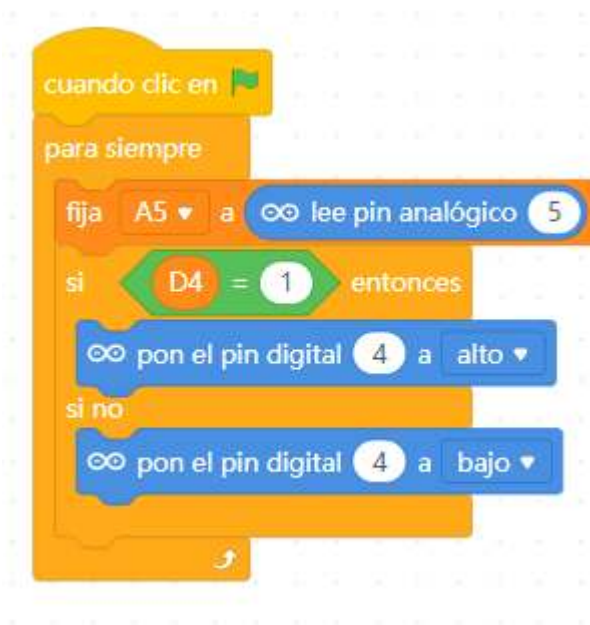 cuando clic en
para siempre
fija A5 a lee pin analógico 5
si D4 = 1 entonces
pon el pin digital 4 a alto
si no
pon el pin digital 4 a bajo